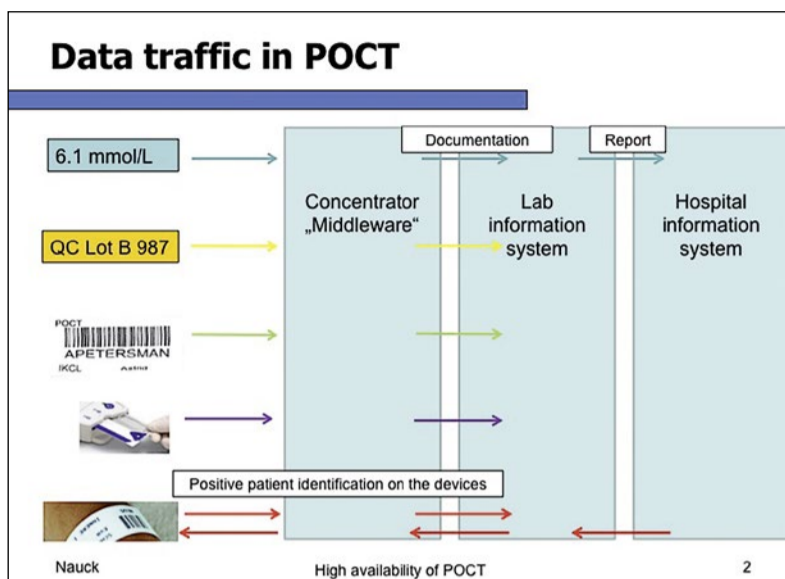 Data traffic in POCT
Documentation
Report
6.1 mmol/L
Concentrator
„Middleware“
Lab
information
system
Hospital
information
system
QC Lot B 987
POCT
APETERSMAN
IKCL
Positive patient identification on the devices
Nauck
High availability of POCT
2